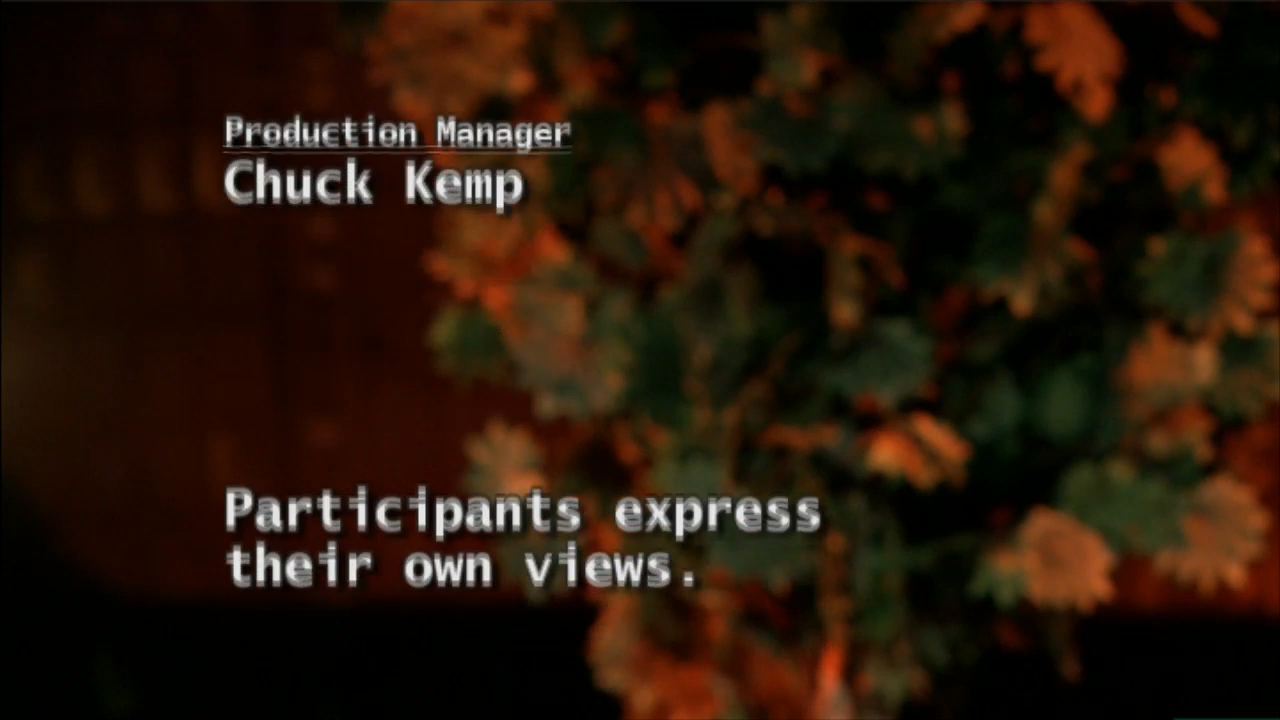 Production Manager
Chuck Kemp
Participants express
their own views.